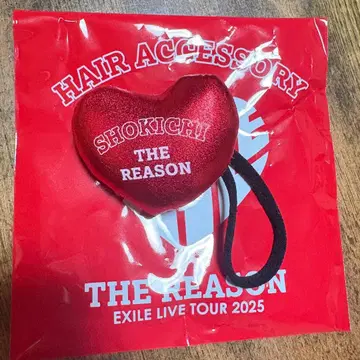 HAIR ACCESSORY
SHOKICHI
THE
REASON
THE REASON
EXILE LIVE TOUR 2025